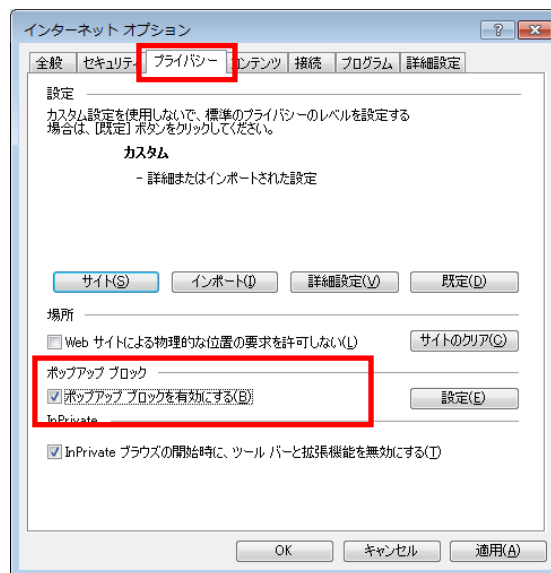 インターネット オプション
全般 セキュリティ プライバシー コンテンツ 接続 プログラム 詳細設定
設定
カスタム設定を使用しないで、標準のプライバシーのレベルを設定する
場合は、[既定] ボタンをクリックしてください。
カスタム
- 詳細またはインポートされた設定
サイト(S) インポート(I) 詳細設定(V) 既定(D)
場所
Web サイトによる物理的な位置の要求を許可しない(L) サイトのクリア(C)
ポップアップ ブロック
ポップアップ ブロックを有効にする(B) 設定(E)
InPrivate
InPrivate ブラウズの開始時に、ツール バーと拡張機能を無効にする(T)
OK キャンセル 適用(A)